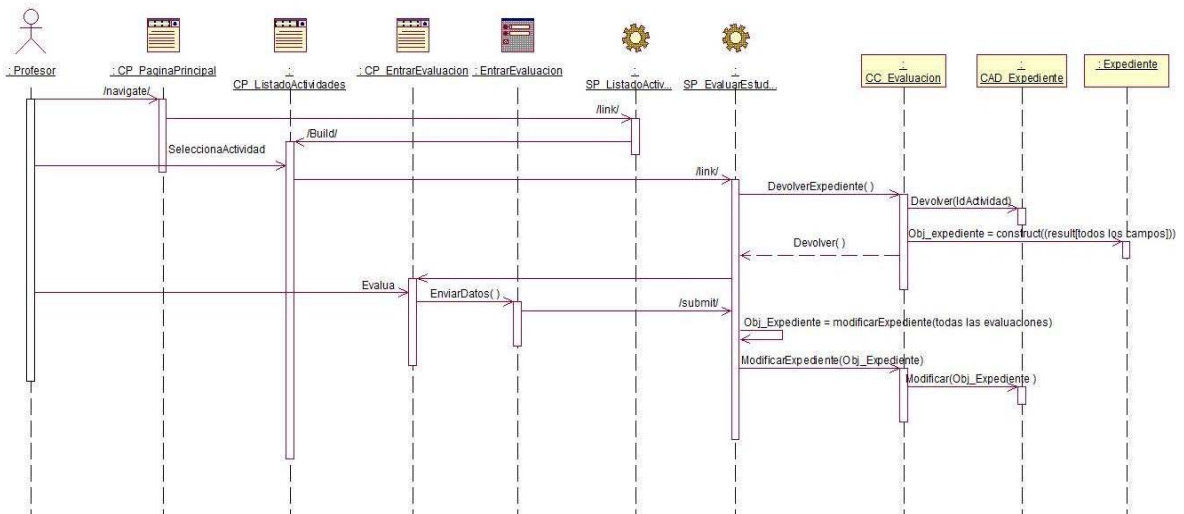 : Profesor
: CP_PaginaPrincipal
:
CP_ListadoActividades
: CP_EntrarEvaluacion
: EntrarEvaluacion
:
SP_ListadoActiv...
:
SP_EvaluarEstud...
:
CC_Evaluacion
:
CAD_Expediente
: Expediente
/navigate/
/link/
/Build/
SeleccionaActividad
/link/
DevolverExpediente( )
Devolver(IdActividad)
Obj_expediente = construct((result[todos los campos]))
Devolver( )
Evalua
EnviarDatos( )
/submit/
Obj_Expediente = modificarExpediente(todas las evaluaciones)
ModificarExpediente(Obj_Expediente)
Modificar(Obj_Expediente )